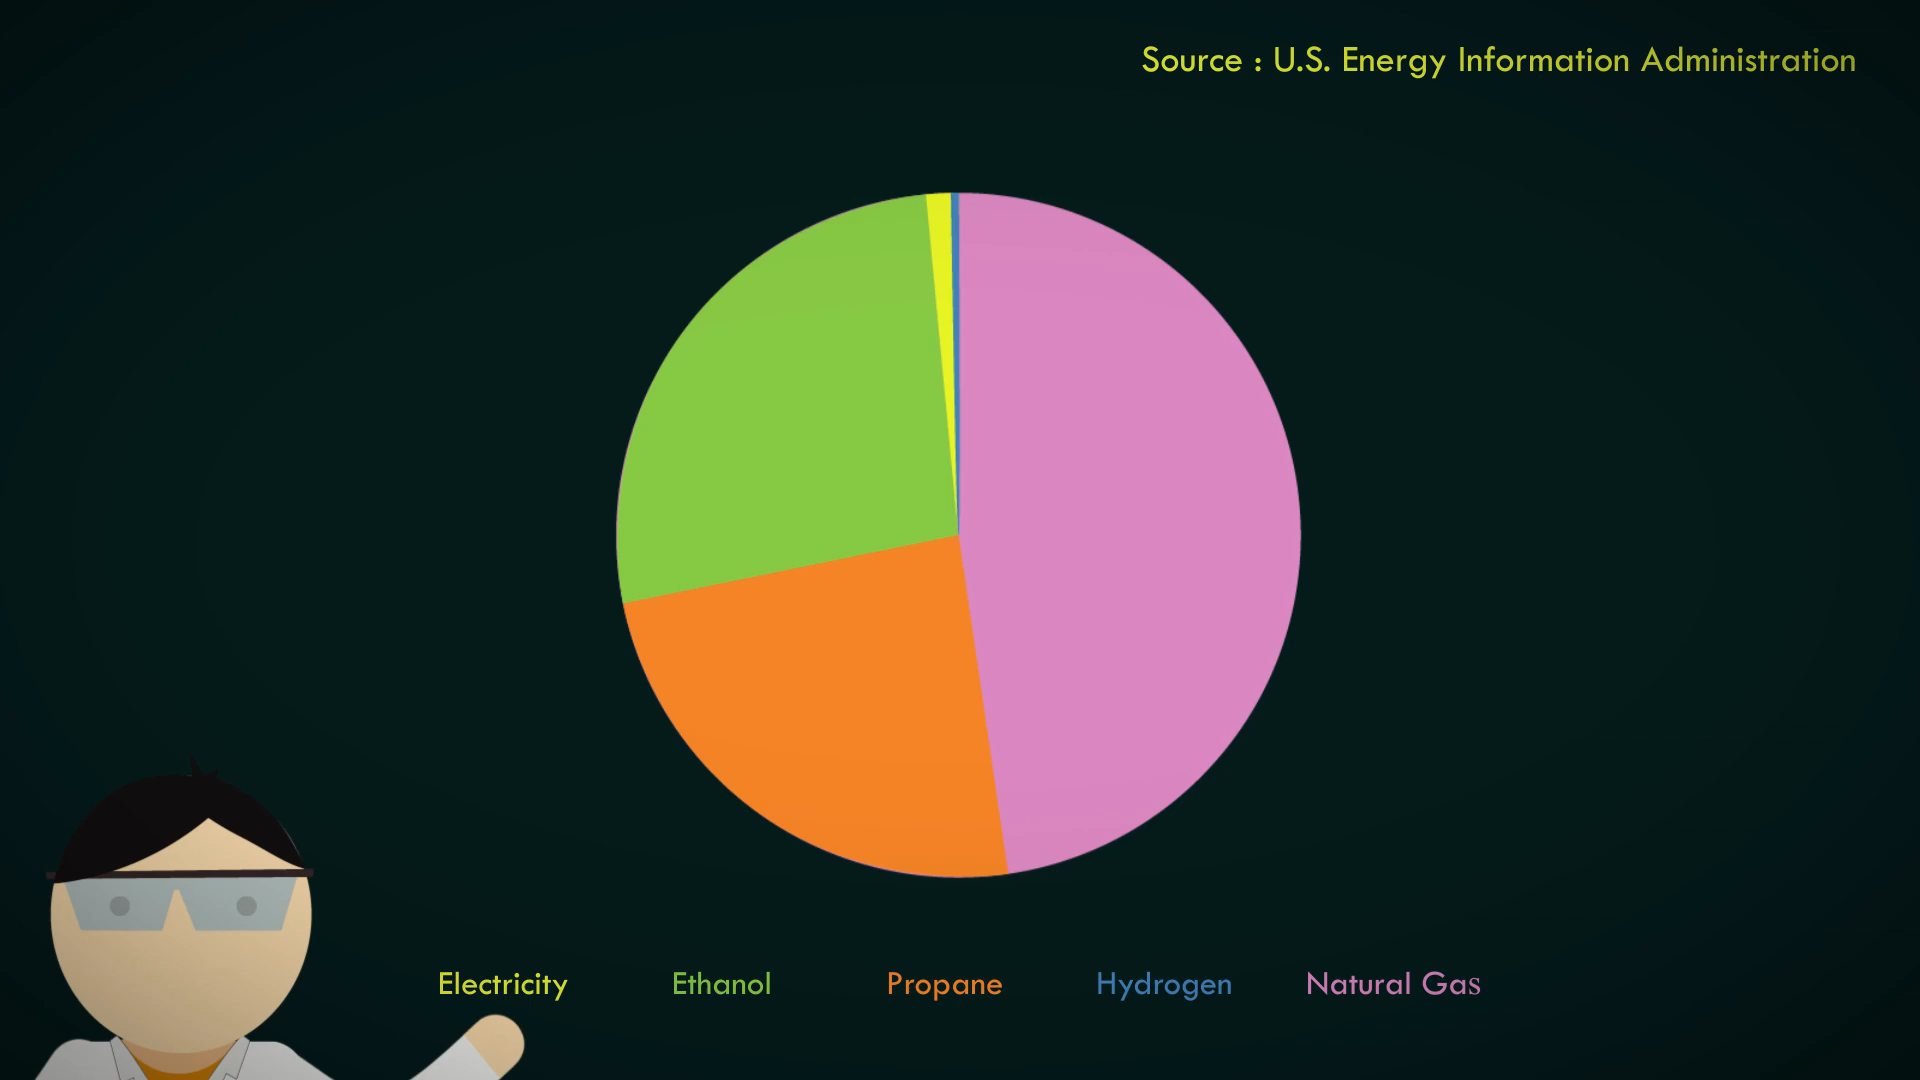 Source : U.S. Energy Information Administration
Electricity Ethanol Propane Hydrogen Natural Gas